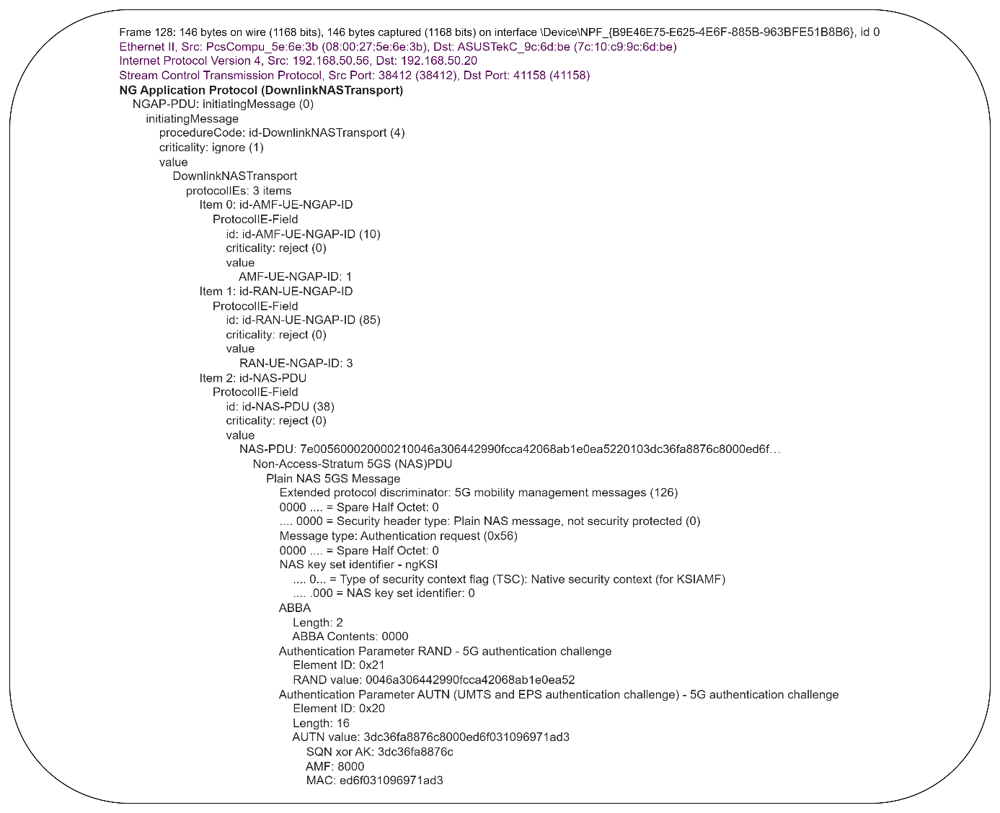 Frame 128: 146 bytes on wire (1168 bits), 146 bytes captured (1168 bits) on interface \Device\NPF_{B9E46E75-E625-4E6F-885B-963BFE51B8B6}, id 0
Ethernet II, Src: PcsCompu_5e:6e:3b (08:00:27:5e:6e:3b), Dst: ASUSTekC_9c:6d:be (7c:10:c9:9c:6d:be)
Internet Protocol Version 4, Src: 192.168.50.56, Dst: 192.168.50.20
Stream Control Transmission Protocol, Src Port: 38412 (38412), Dst Port: 41158 (41158)
NG Application Protocol (DownlinkNASTransport)
NGAP-PDU: initiatingMessage (0)
initiatingMessage
procedureCode: id-DownlinkNASTransport (4)
criticality: ignore (1)
value
DownlinkNASTransport
protocolIEs: 3 items
Item 0: id-AMF-UE-NGAP-ID
ProtocolIE-Field
id: id-AMF-UE-NGAP-ID (10)
criticality: reject (0)
value
AMF-UE-NGAP-ID: 1
Item 1: id-RAN-UE-NGAP-ID
ProtocolIE-Field
id: id-RAN-UE-NGAP-ID (85)
criticality: reject (0)
value
RAN-UE-NGAP-ID: 3
Item 2: id-NAS-PDU
ProtocolIE-Field
id: id-NAS-PDU (38)
criticality: reject (0)
value
NAS-PDU: 7e005600020000210046a306442990fcca42068ab1e0ea5220103dc36fa8876c8000ed6f…
Non-Access-Stratum 5GS (NAS)PDU
Plain NAS 5GS Message
Extended protocol discriminator: 5G mobility management messages (126)
0000 .... = Spare Half Octet: 0
.... 0000 = Security header type: Plain NAS message, not security protected (0)
Message type: Authentication request (0x56)
0000 .... = Spare Half Octet: 0
NAS key set identifier - ngKSI
.... 0... = Type of security context flag (TSC): Native security context (for KSIAMF)
.... .000 = NAS key set identifier: 0
ABBA
Length: 2
ABBA Contents: 0000
Authentication Parameter RAND - 5G authentication challenge
Element ID: 0x21
RAND value: 0046a306442990fcca42068ab1e0ea52
Authentication Parameter AUTN (UMTS and EPS authentication challenge) - 5G authentication challenge
Element ID: 0x20
Length: 16
AUTN value: 3dc36fa8876c8000ed6f031096971ad3
SQN xor AK: 3dc36fa8876c
AMF: 8000
MAC: ed6f031096971ad3